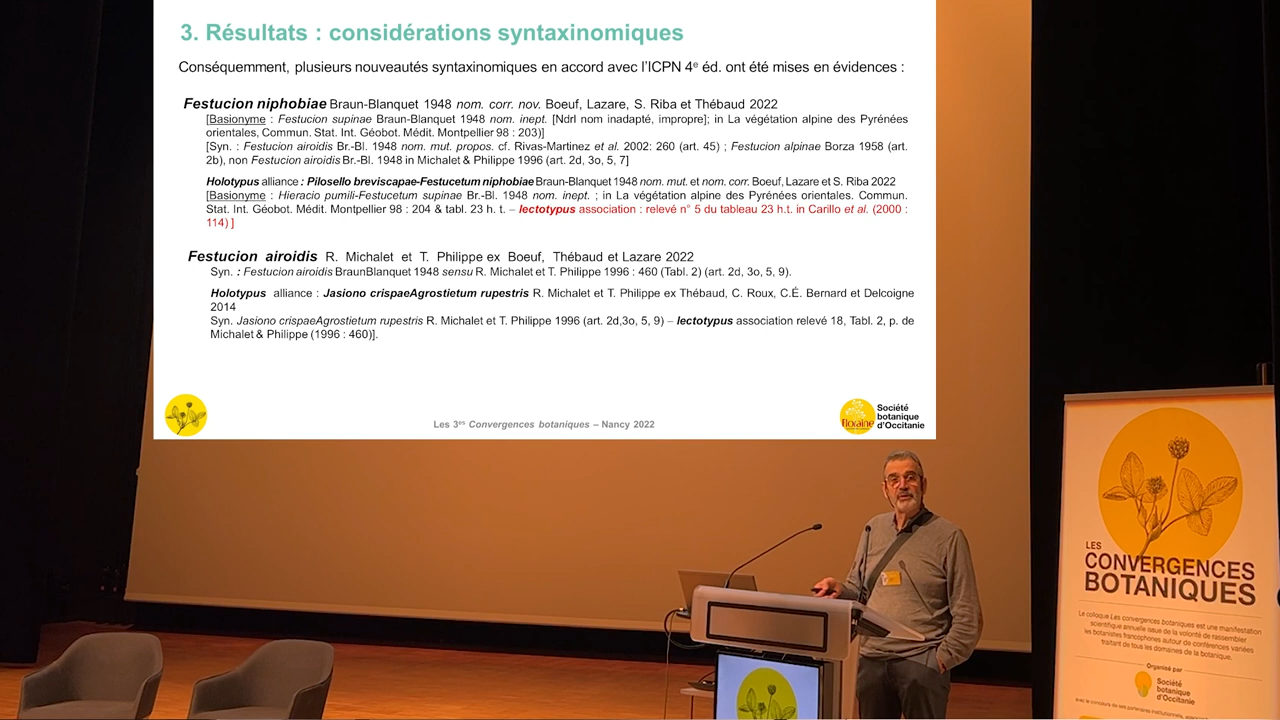 3. Résultats : considérations syntaxinomiques
Conséquemment, plusieurs nouveautés syntaxinomiques en accord avec l'ICPN 4e éd. ont été mises en évidences :
Festucion niphobiae Braun-Blanquet 1948 nom. corr. nov. Boeuf, Lazare, S. Riba et Thébaud 2022
[Basionyme : Festucion supinae Braun-Blanquet 1948 nom. inept. [Ndrl nom inadapté, impropre]; in La végétation alpine des Pyrénées
orientales, Commun. Stat. Int. Géobot. Médit. Montpellier 98 : 203)]
[Syn. : Festucion airoidis Br.-Bl. 1948 nom. mut. propos. cf. Rivas-Martinez et al. 2002: 260 (art. 45) ; Festucion alpinae Borza 1958 (art.
2b), non Festucion airoidis Br.-Bl. 1948 in Michalet & Philippe 1996 (art. 2d, 3o, 5, 7]
Holotypus alliance : Pilosello breviscapae-Festucetum niphobiae Braun-Blanquet 1948 nom. mut. et nom. corr. Boeuf, Lazare et S. Riba 2022
[Basionyme : Hieracio pumili-Festucetum supinae Br.-Bl. 1948 nom. inept. ; in La végétation alpine des Pyrénées orientales. Commun.
Stat. Int. Géobot. Médit. Montpellier 98 : 204 & tabl. 23 h. t. – lectotypus association : relevé n° 5 du tableau 23 h.t. in Carillo et al. (2000 :
114) ]
Festucion airoidis R. Michalet et T. Philippe ex Boeuf, Thébaud et Lazare 2022
Syn. : Festucion airoidis BraunBlanquet 1948 sensu R. Michalet et T. Philippe 1996 : 460 (Tabl. 2) (art. 2d, 3o, 5, 9).
Holotypus alliance : Jasiono crispaeAgrostietum rupestris R. Michalet et T. Philippe ex Thébaud, C. Roux, C.É. Bernard et Delcoigne
2014
Syn. Jasiono crispaeAgrostietum rupestris R. Michalet et T. Philippe 1996 (art. 2d,3o, 5, 9) – lectotypus association relevé 18, Tabl. 2, p. de
Michalet & Philippe (1996 : 460)].
Les 3es Convergences botaniques – Nancy 2022
floraine
Société
botanique
d'Occitanie
LES
CONVERGENCES
BOTANIQUES
Le colloque Les convergences botaniques est une manifestation
scientifique annuelle issue de la volonté de rassembler
les botanistes francophones autour de conférences variées
traitant de tous les domaines de la botanique.
Organisé par
Société
botanique
d'Occitanie
avec le concours de ses partenaires institutionnels,